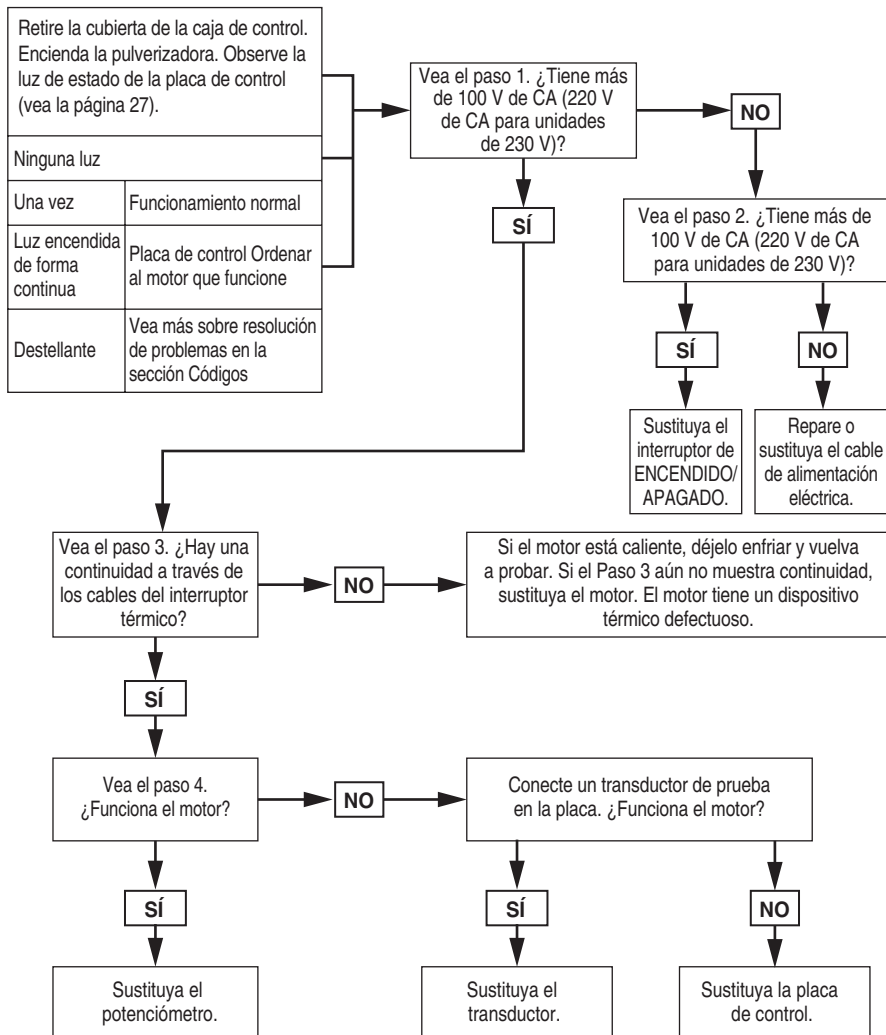 Retire la cubierta de la caja de control.
Encienda la pulverizadora. Observe la
luz de estado de la placa de control
(vea la página 27).
Ninguna luz
Una vez
Funcionamiento normal
Luz encendida
de forma
continua
Placa de control Ordenar
al motor que funcione
Destellante
Vea más sobre resolución
de problemas en la
sección Códigos
Vea el paso 1. ¿Tiene más
de 100 V de CA (220 V
de CA para unidades
de 230 V)?
NO
SÍ
Vea el paso 2. ¿Tiene más de
100 V de CA (220 V de CA
para unidades de 230 V)?
SÍ
NO
Sustituya el
interruptor de
ENCENDIDO/
APAGADO.
Repare o
sustituya el cable
de alimentación
eléctrica.
Vea el paso 3. ¿Hay una
continuidad a través de
los cables del interruptor
térmico?
NO
Si el motor está caliente, déjelo enfriar y vuelva
a probar. Si el Paso 3 aún no muestra continuidad,
sustituya el motor. El motor tiene un dispositivo
térmico defectuoso.
SÍ
Vea el paso 4.
¿Funciona el motor?
NO
Conecte un transductor de prueba
en la placa. ¿Funciona el motor?
SÍ
SÍ
NO
Sustituya el
potenciómetro.
Sustituya el
transductor.
Sustituya la placa
de control.